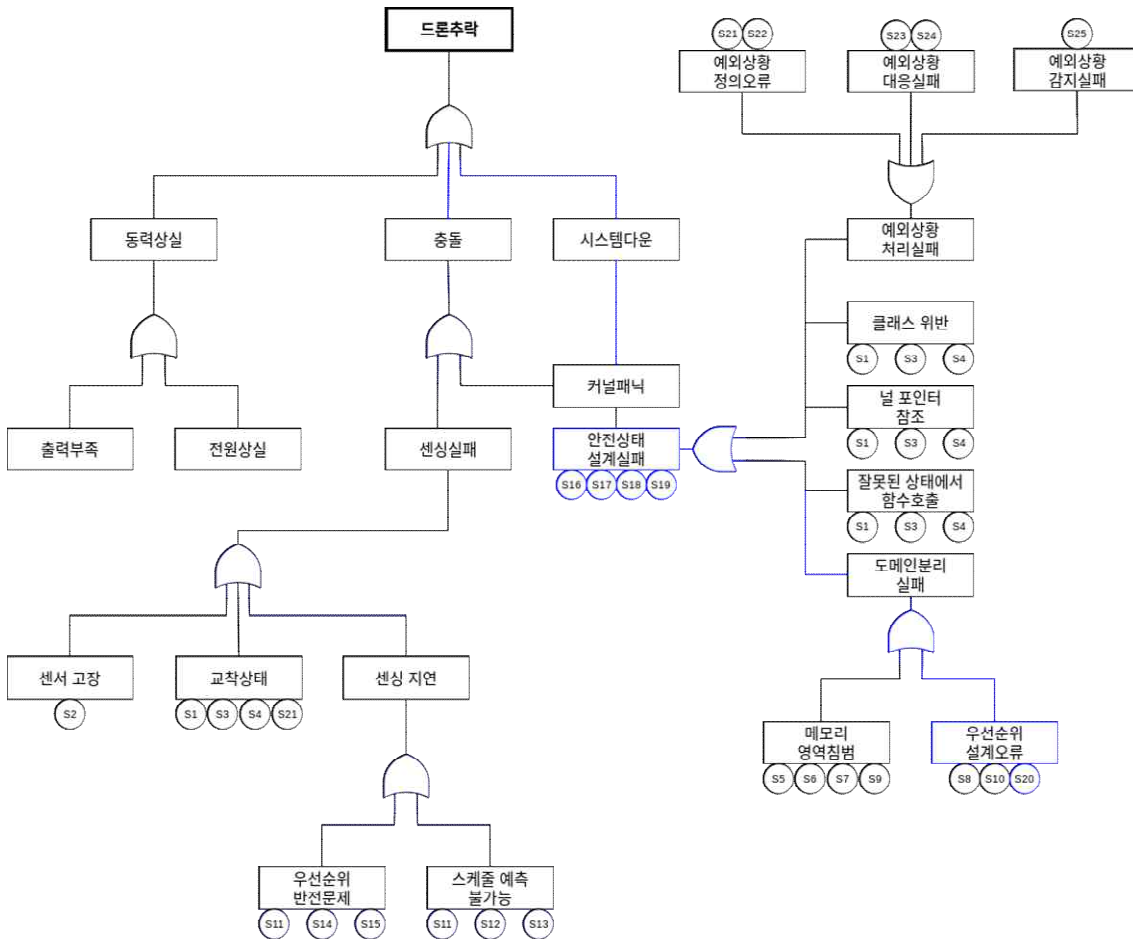 드론추락
S21 S22
S23 S24
S25
예외상황
정의오류
예외상황
대응실패
예외상황
감지실패
동력상실
충돌
시스템다운
예외상황
처리실패
클래스 위반
S1 S3 S4
커널패닉
널 포인터
참조
S1 S3 S4
출력부족
전원상실
센싱실패
안전상태
설계실패
S16 S17 S18 S19
잘못된 상태에서
함수호출
S1 S3 S4
도메인분리
실패
센서 고장
S2
교착상태
S1 S3 S4 S21
센싱 지연
메모리
영역침범
S5 S6 S7 S9
우선순위
설계오류
S8 S10 S20
우선순위
반전문제
S11 S14 S15
스케줄 예측
불가능
S11 S12 S13